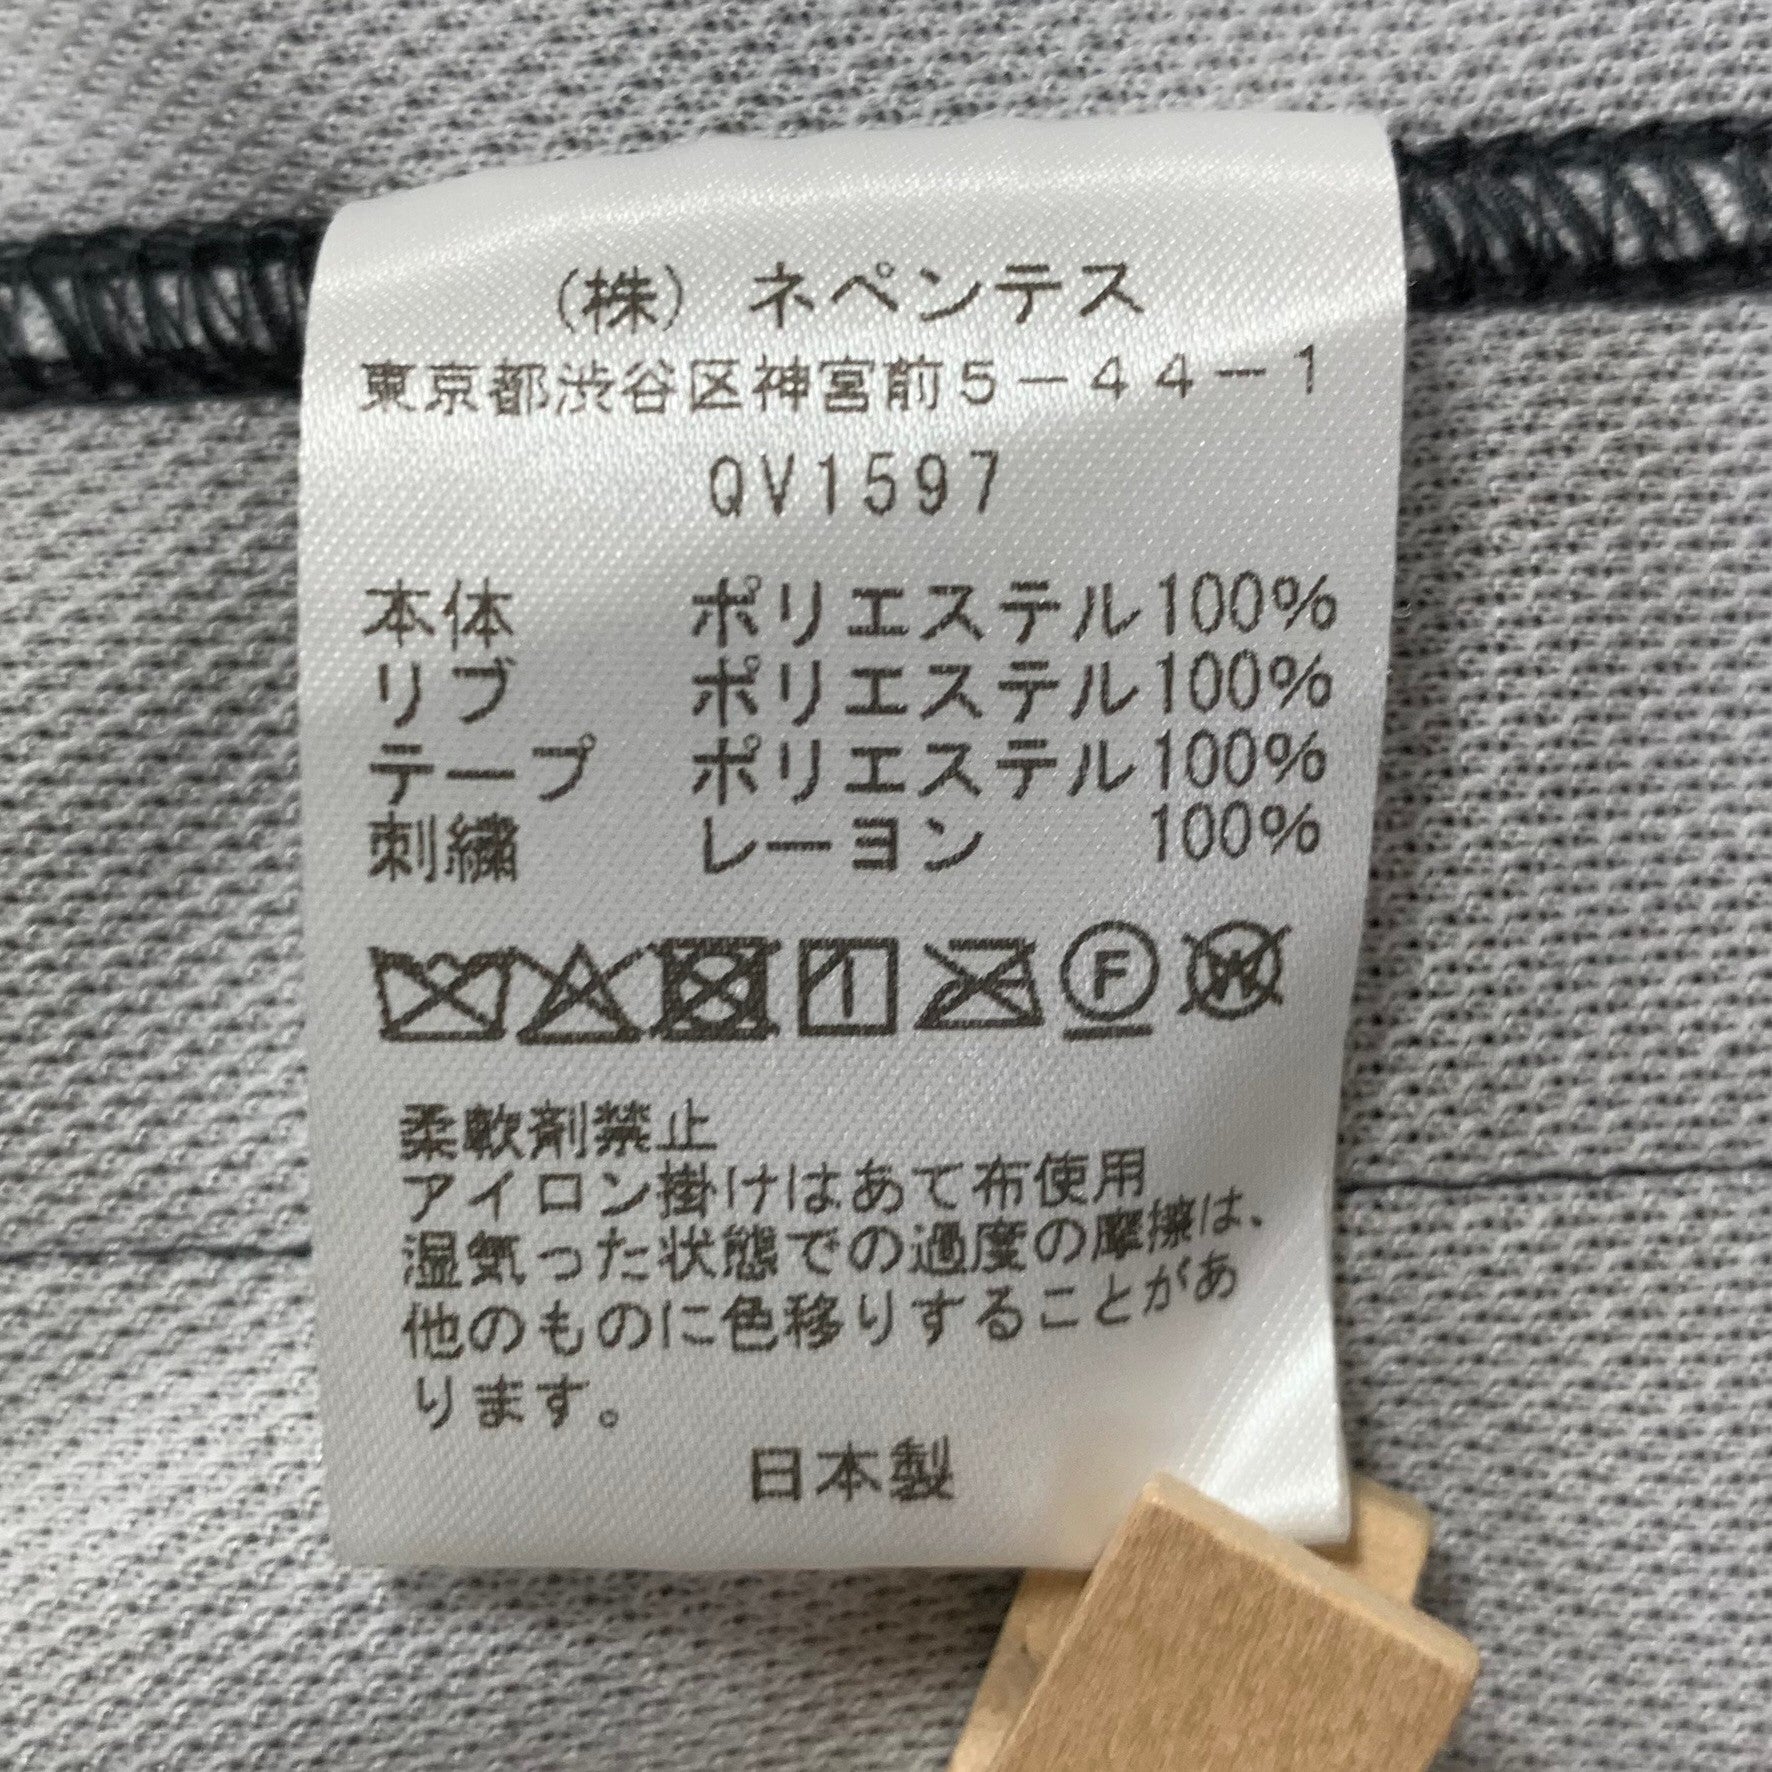 (株) ネペンテス
東京都渋谷区神宮前5-44-1
QV1597
本体 ポリエステル100%
リブ ポリエステル100%
テープ ポリエステル100%
刺繍 レーヨン 100%
F W
柔軟剤禁止
アイロン掛けはあて布使用
湿気った状態での過度の摩擦は、
他のものに色移りすることがあ
ります。
日本製